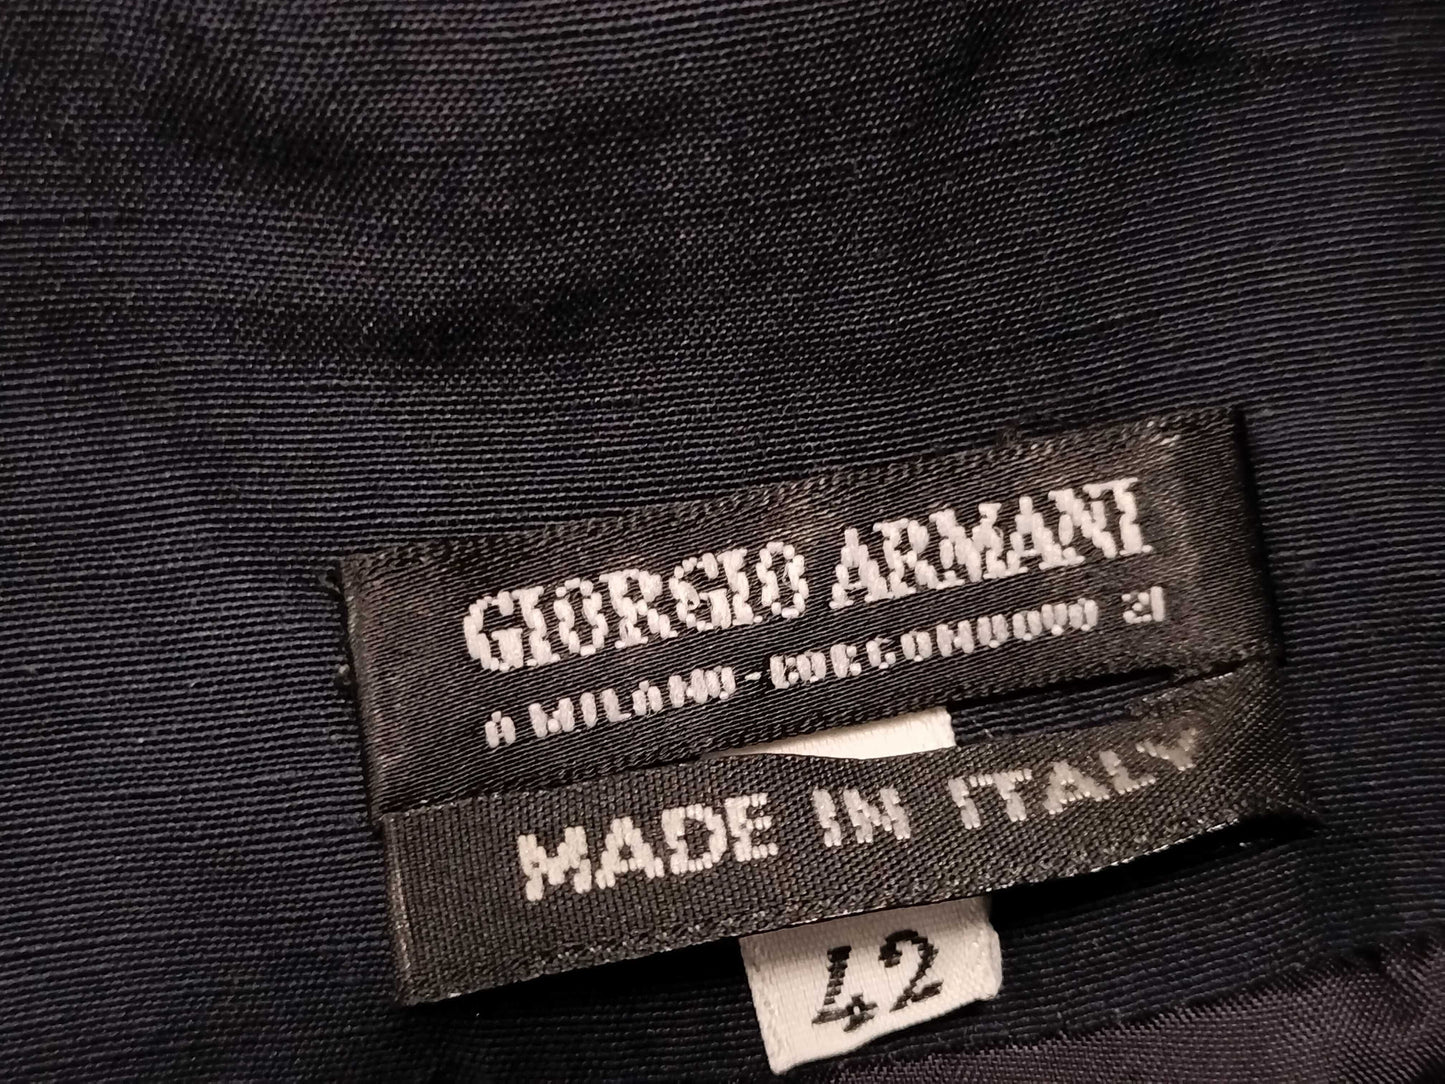 GIORGIO ARMANI
A MILANO-BORGONUOVO 21
MADE IN ITALY
42